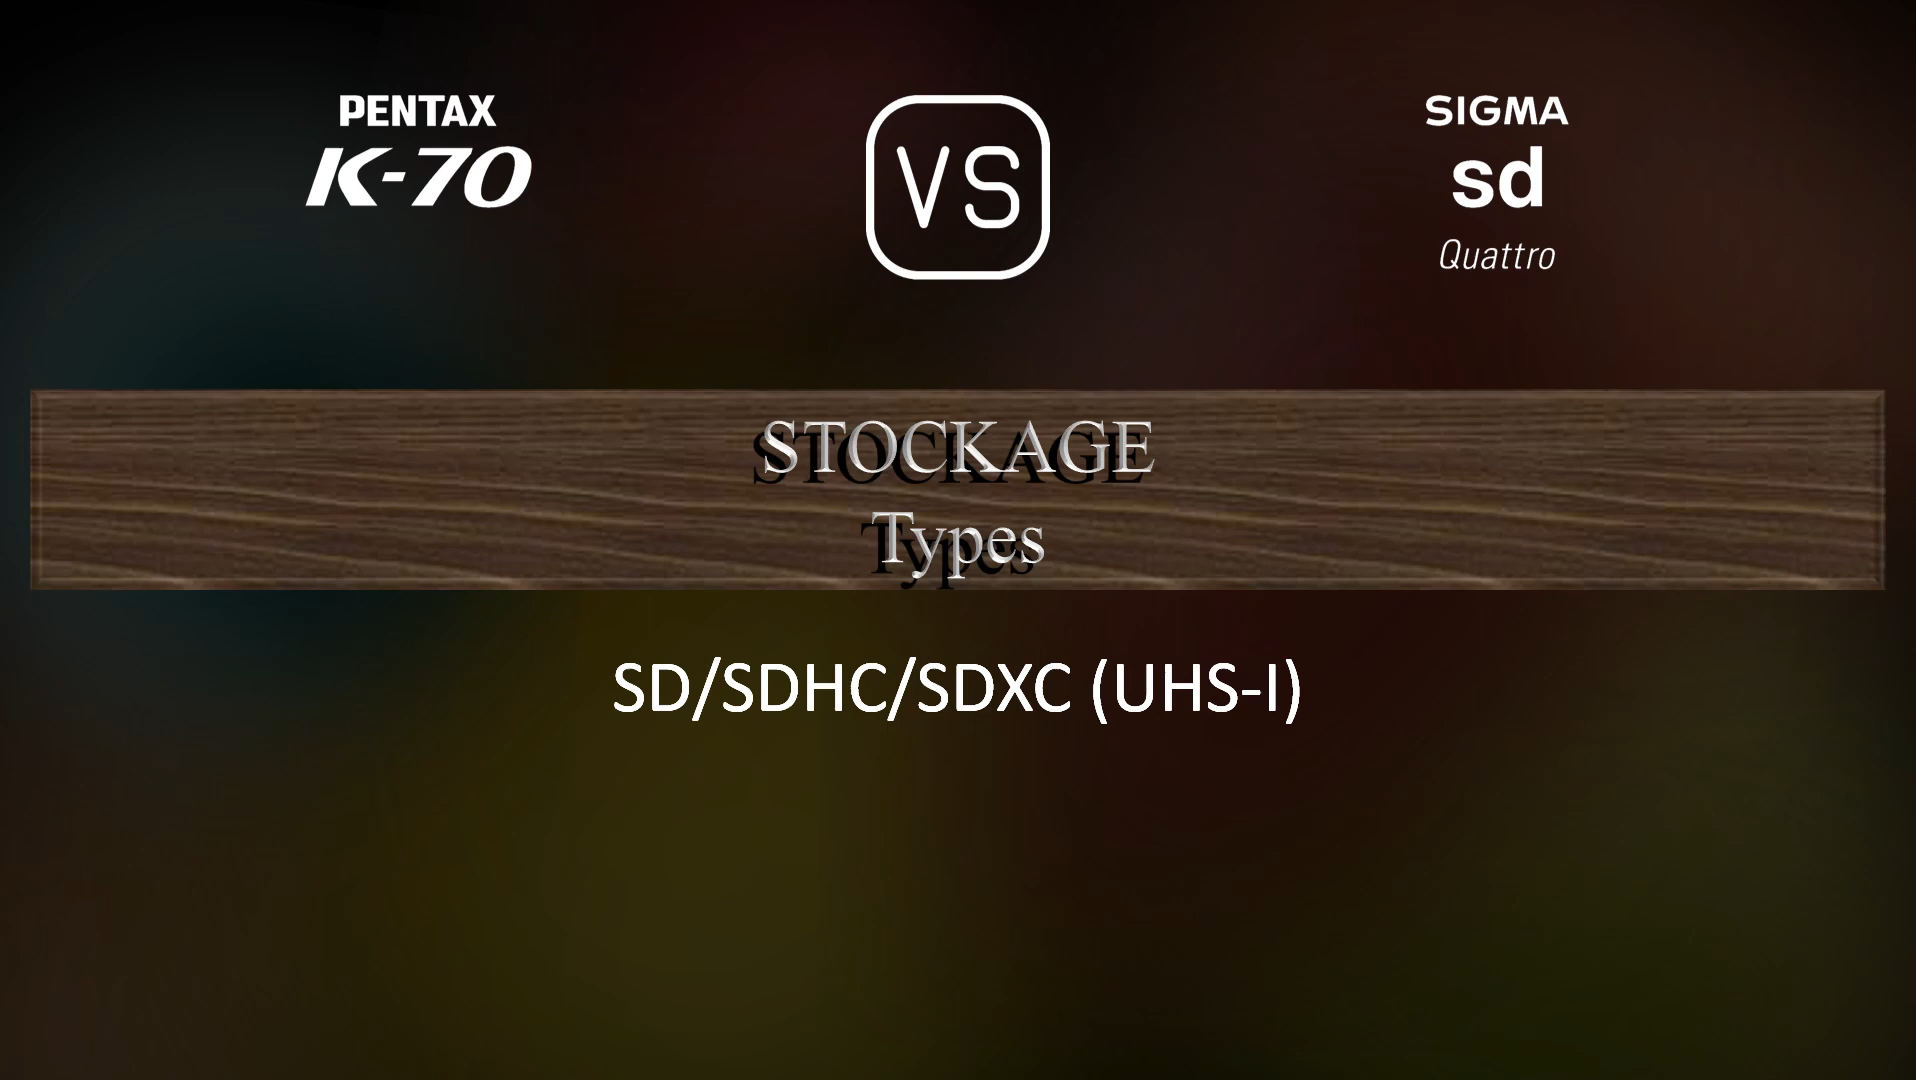 PENTAX
K-70
VS
SIGMA
sd
Quattro
STOCKAGE
Types
SD/SDHC/SDXC (UHS-I)